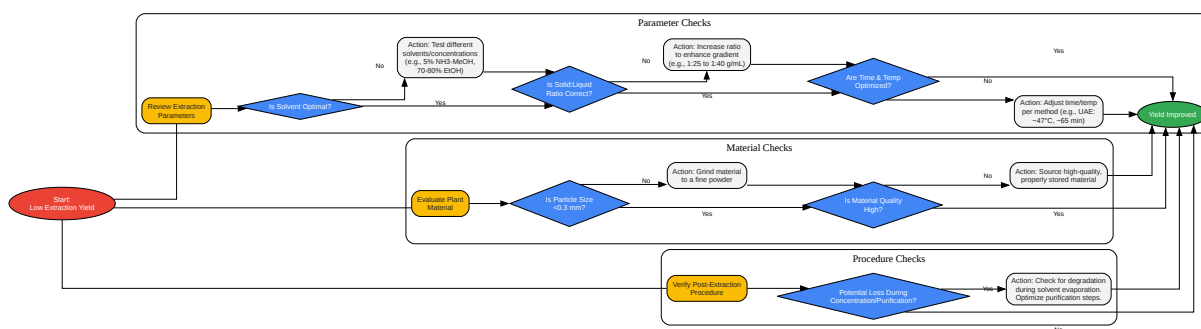 Parameter Checks
Action: Test different
solvents/concentrations
(e.g., 5% NH3-MeOH,
70-80% EtOH)
No
Action: Increase ratio
to enhance gradient
(e.g., 1:25 to 1:40 g/mL)
No
Yes
Is Solid:Liquid
Ratio Correct?
Are Time & Temp
Optimized?
No
Review Extraction
Parameters
Is Solvent Optimal?
Yes
Yes
Action: Adjust time/temp
per method (e.g., UAE:
~47°C, ~65 min)
Yield Improved
Material Checks
Start:
Low Extraction Yield
Evaluate Plant
Material
Is Particle Size
<0.3 mm?
No
Action: Grind material
to a fine powder
Yes
Is Material Quality
High?
No
Action: Source high-quality,
properly stored material
Yes
Procedure Checks
Verify Post-Extraction
Procedure
Potential Loss During
Concentration/Purification?
Yes
Action: Check for degradation
during solvent evaporation.
Optimize purification steps.
No